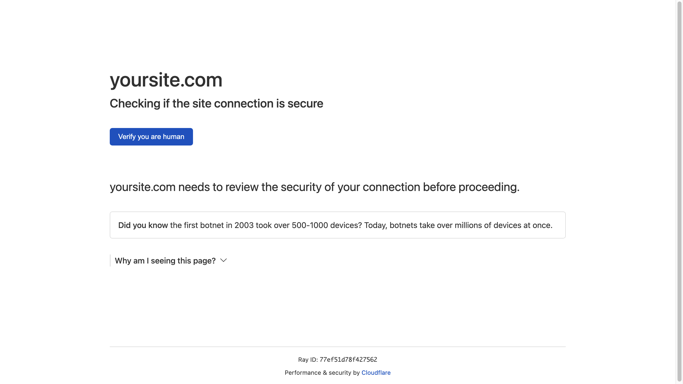 yoursite.com
Checking if the site connection is secure
Verify you are human
yoursite.com needs to review the security of your connection before proceeding.
Did you know the first botnet in 2003 took over 500-1000 devices? Today, botnets take over millions of devices at once.
Why am I seeing this page?
Ray ID: 77ef51d78f427562
Performance & security by Cloudflare